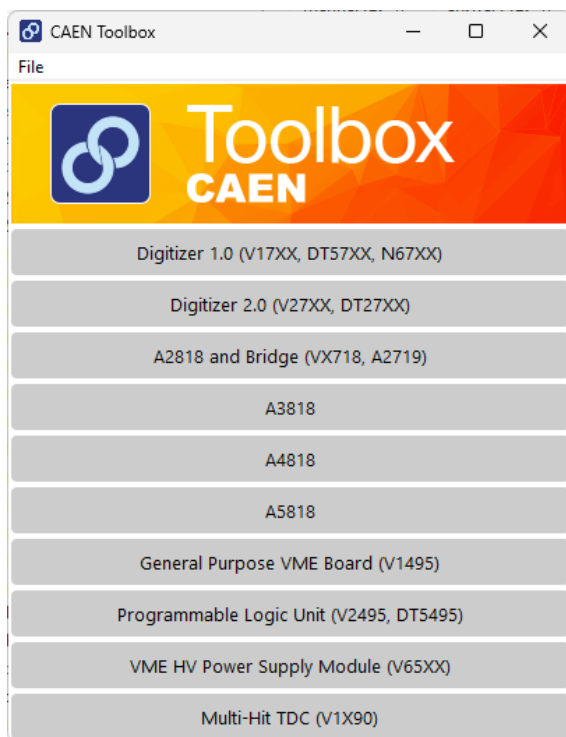 CAEN Toolbox
File
Toolbox
CAEN
Digitizer 1.0 (V17XX, DT57XX, N67XX)
Digitizer 2.0 (V27XX, DT27XX)
A2818 and Bridge (VX718, A2719)
A3818
A4818
A5818
General Purpose VME Board (V1495)
Programmable Logic Unit (V2495, DT5495)
VME HV Power Supply Module (V65XX)
Multi-Hit TDC (V1X90)